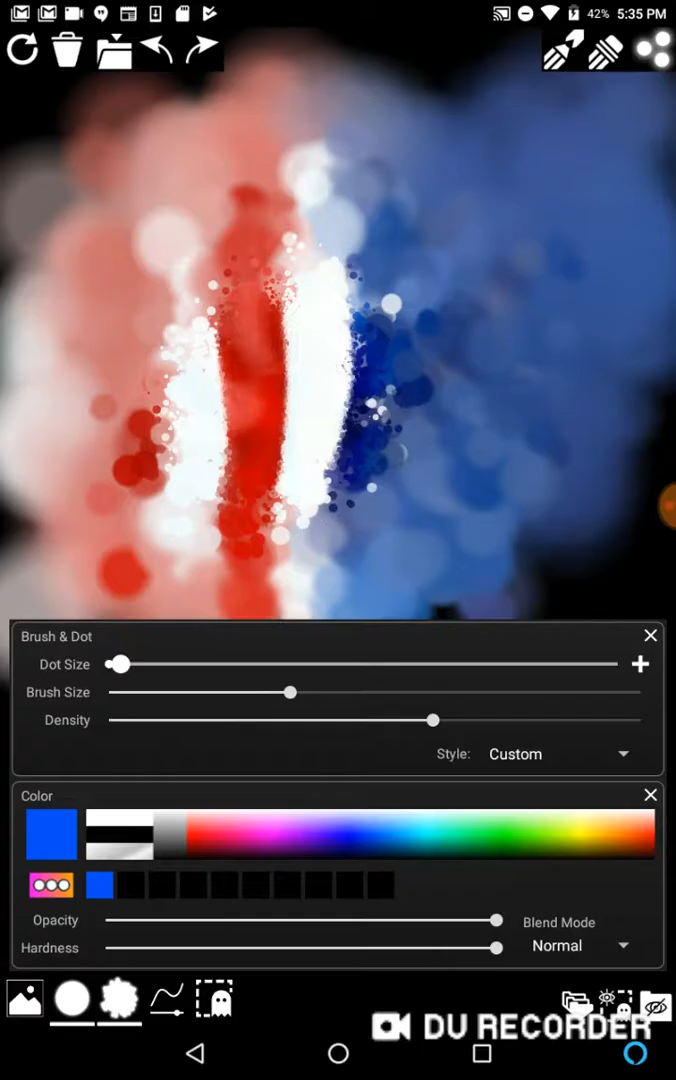 42% 5:35 PM
Brush & Dot
Dot Size
Brush Size
Density
Style: Custom
Color
Opacity
Blend Mode
Hardness
Normal
DU RECORDER